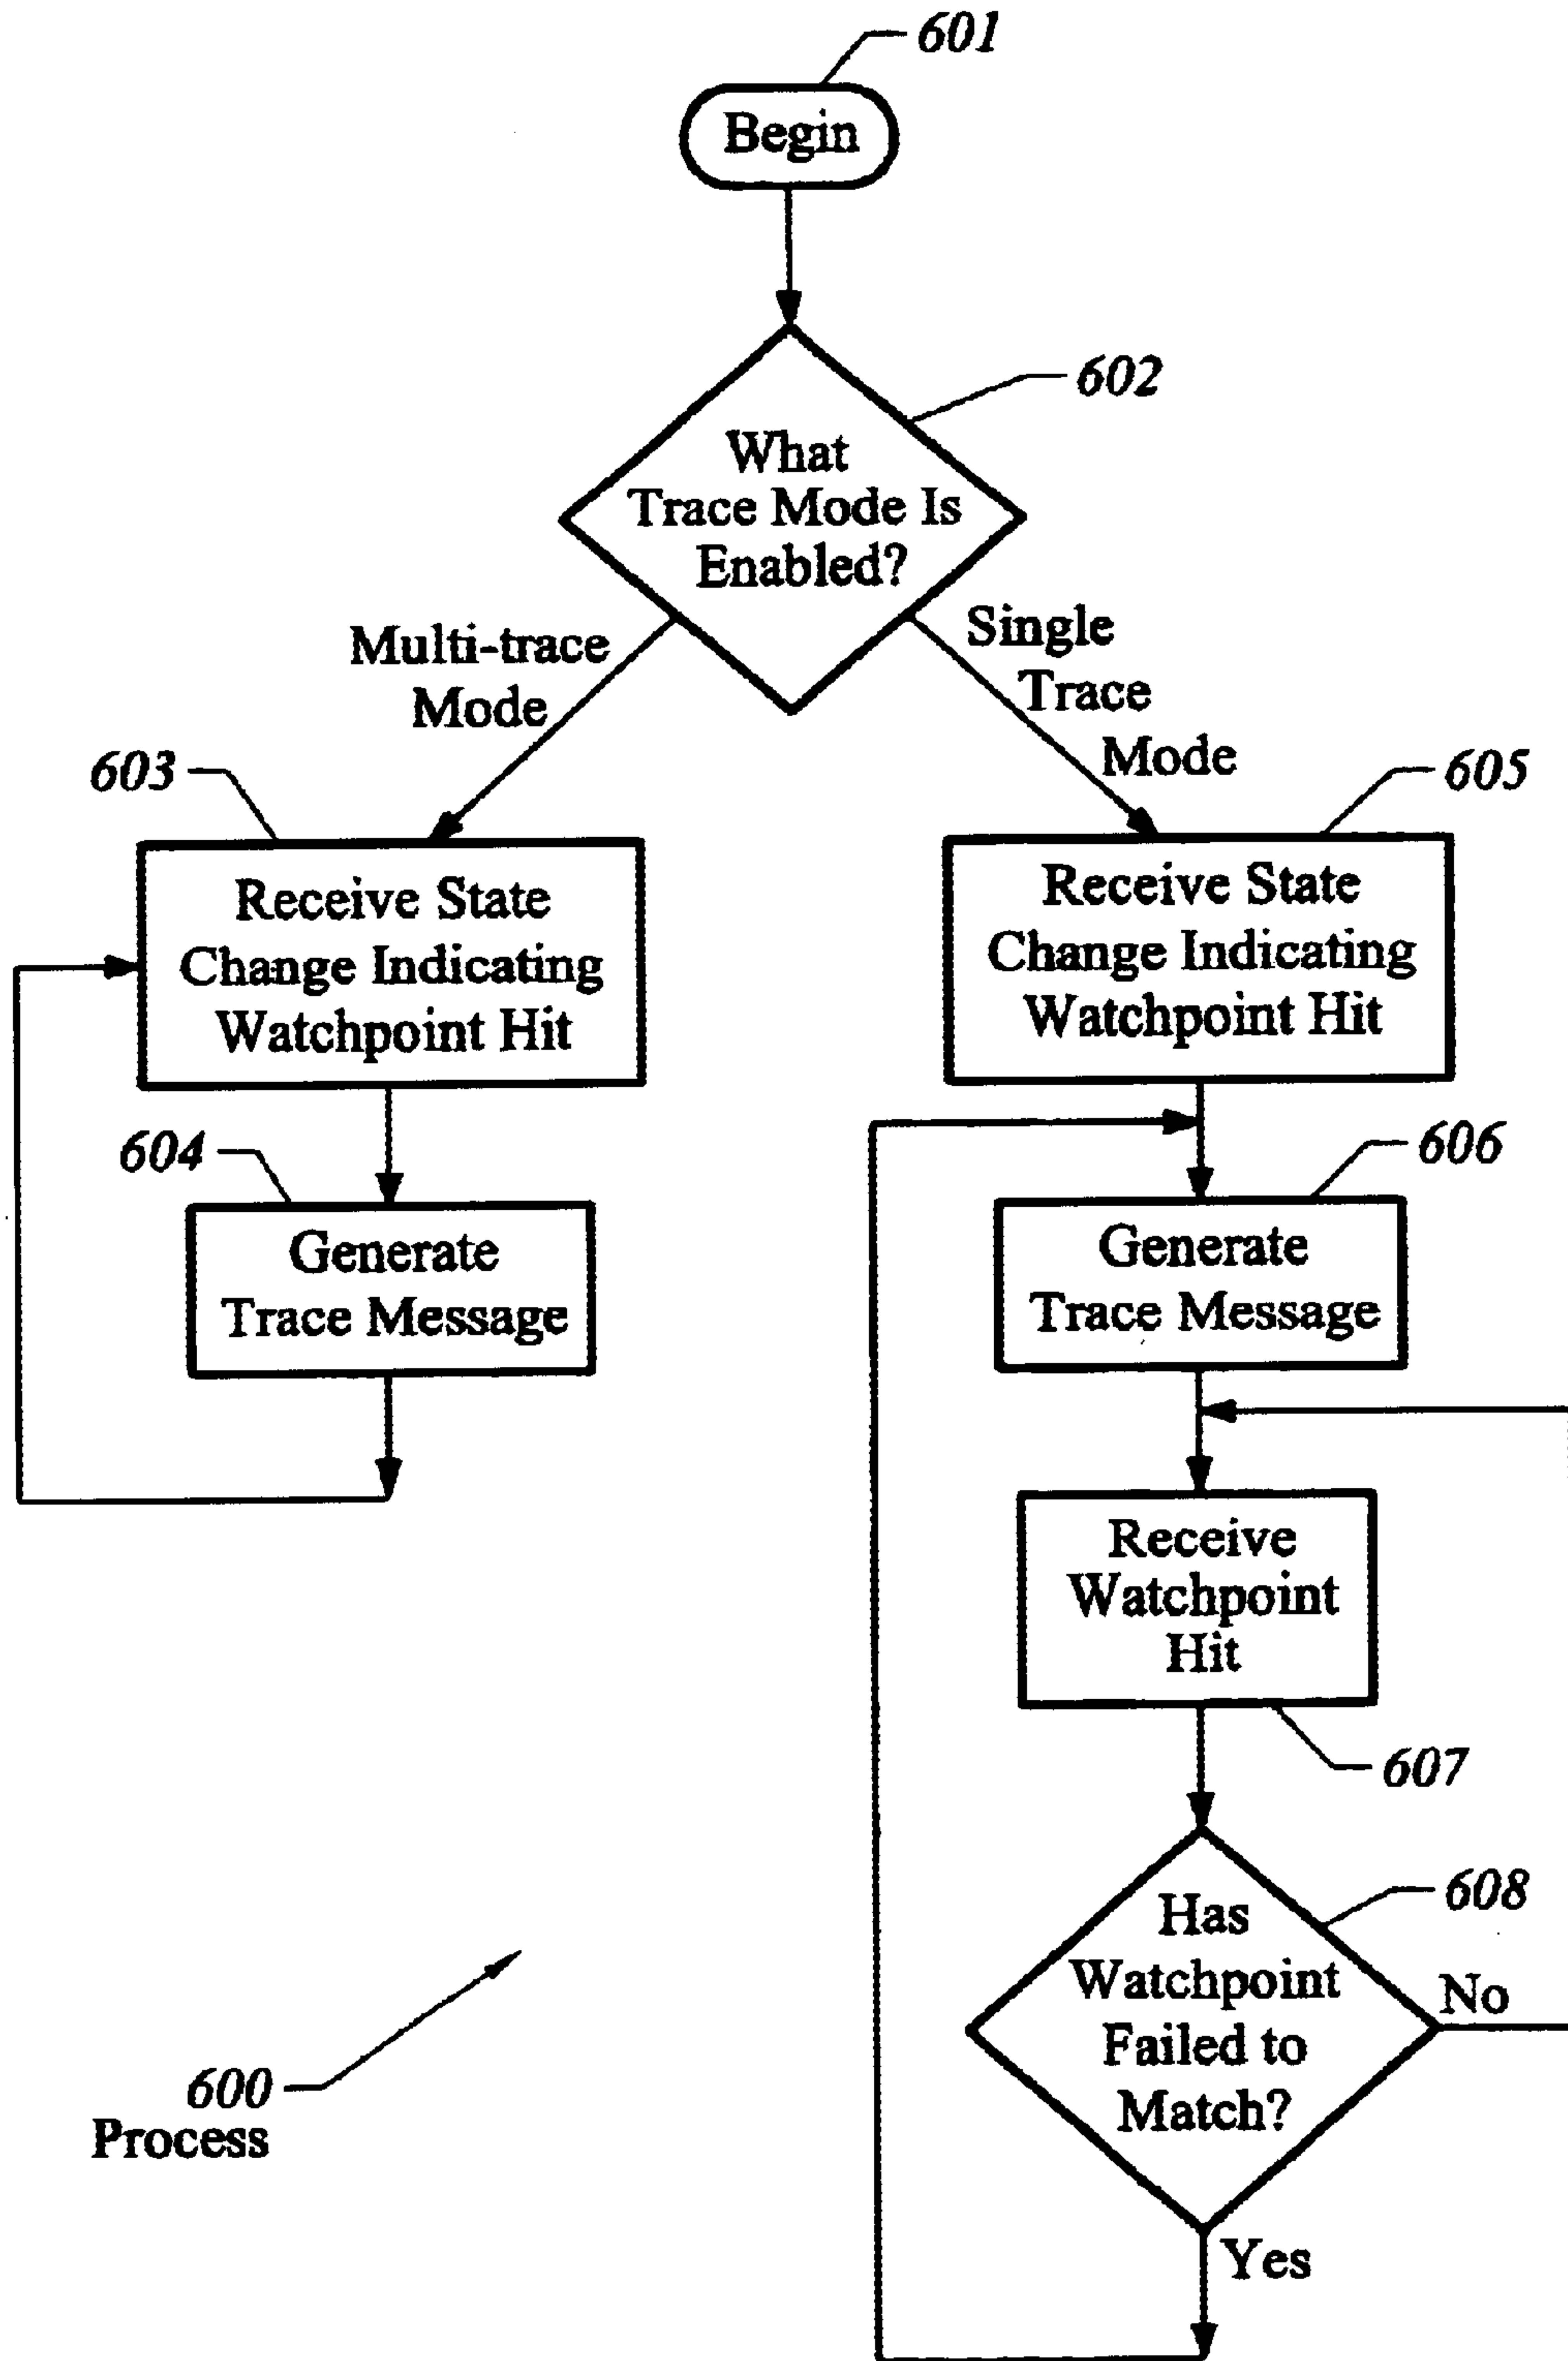 601
Begin
602
What
Trace Mode Is
Enabled?
Multi-trace
Mode
Single
Trace
Mode
603
Receive State
Change Indicating
Watchpoint Hit
605
Receive State
Change Indicating
Watchpoint Hit
604
Generate
Trace Message
606
Generate
Trace Message
Receive
Watchpoint
Hit
607
608
Has
Watchpoint
Failed to
Match?
No
Yes
600
Process